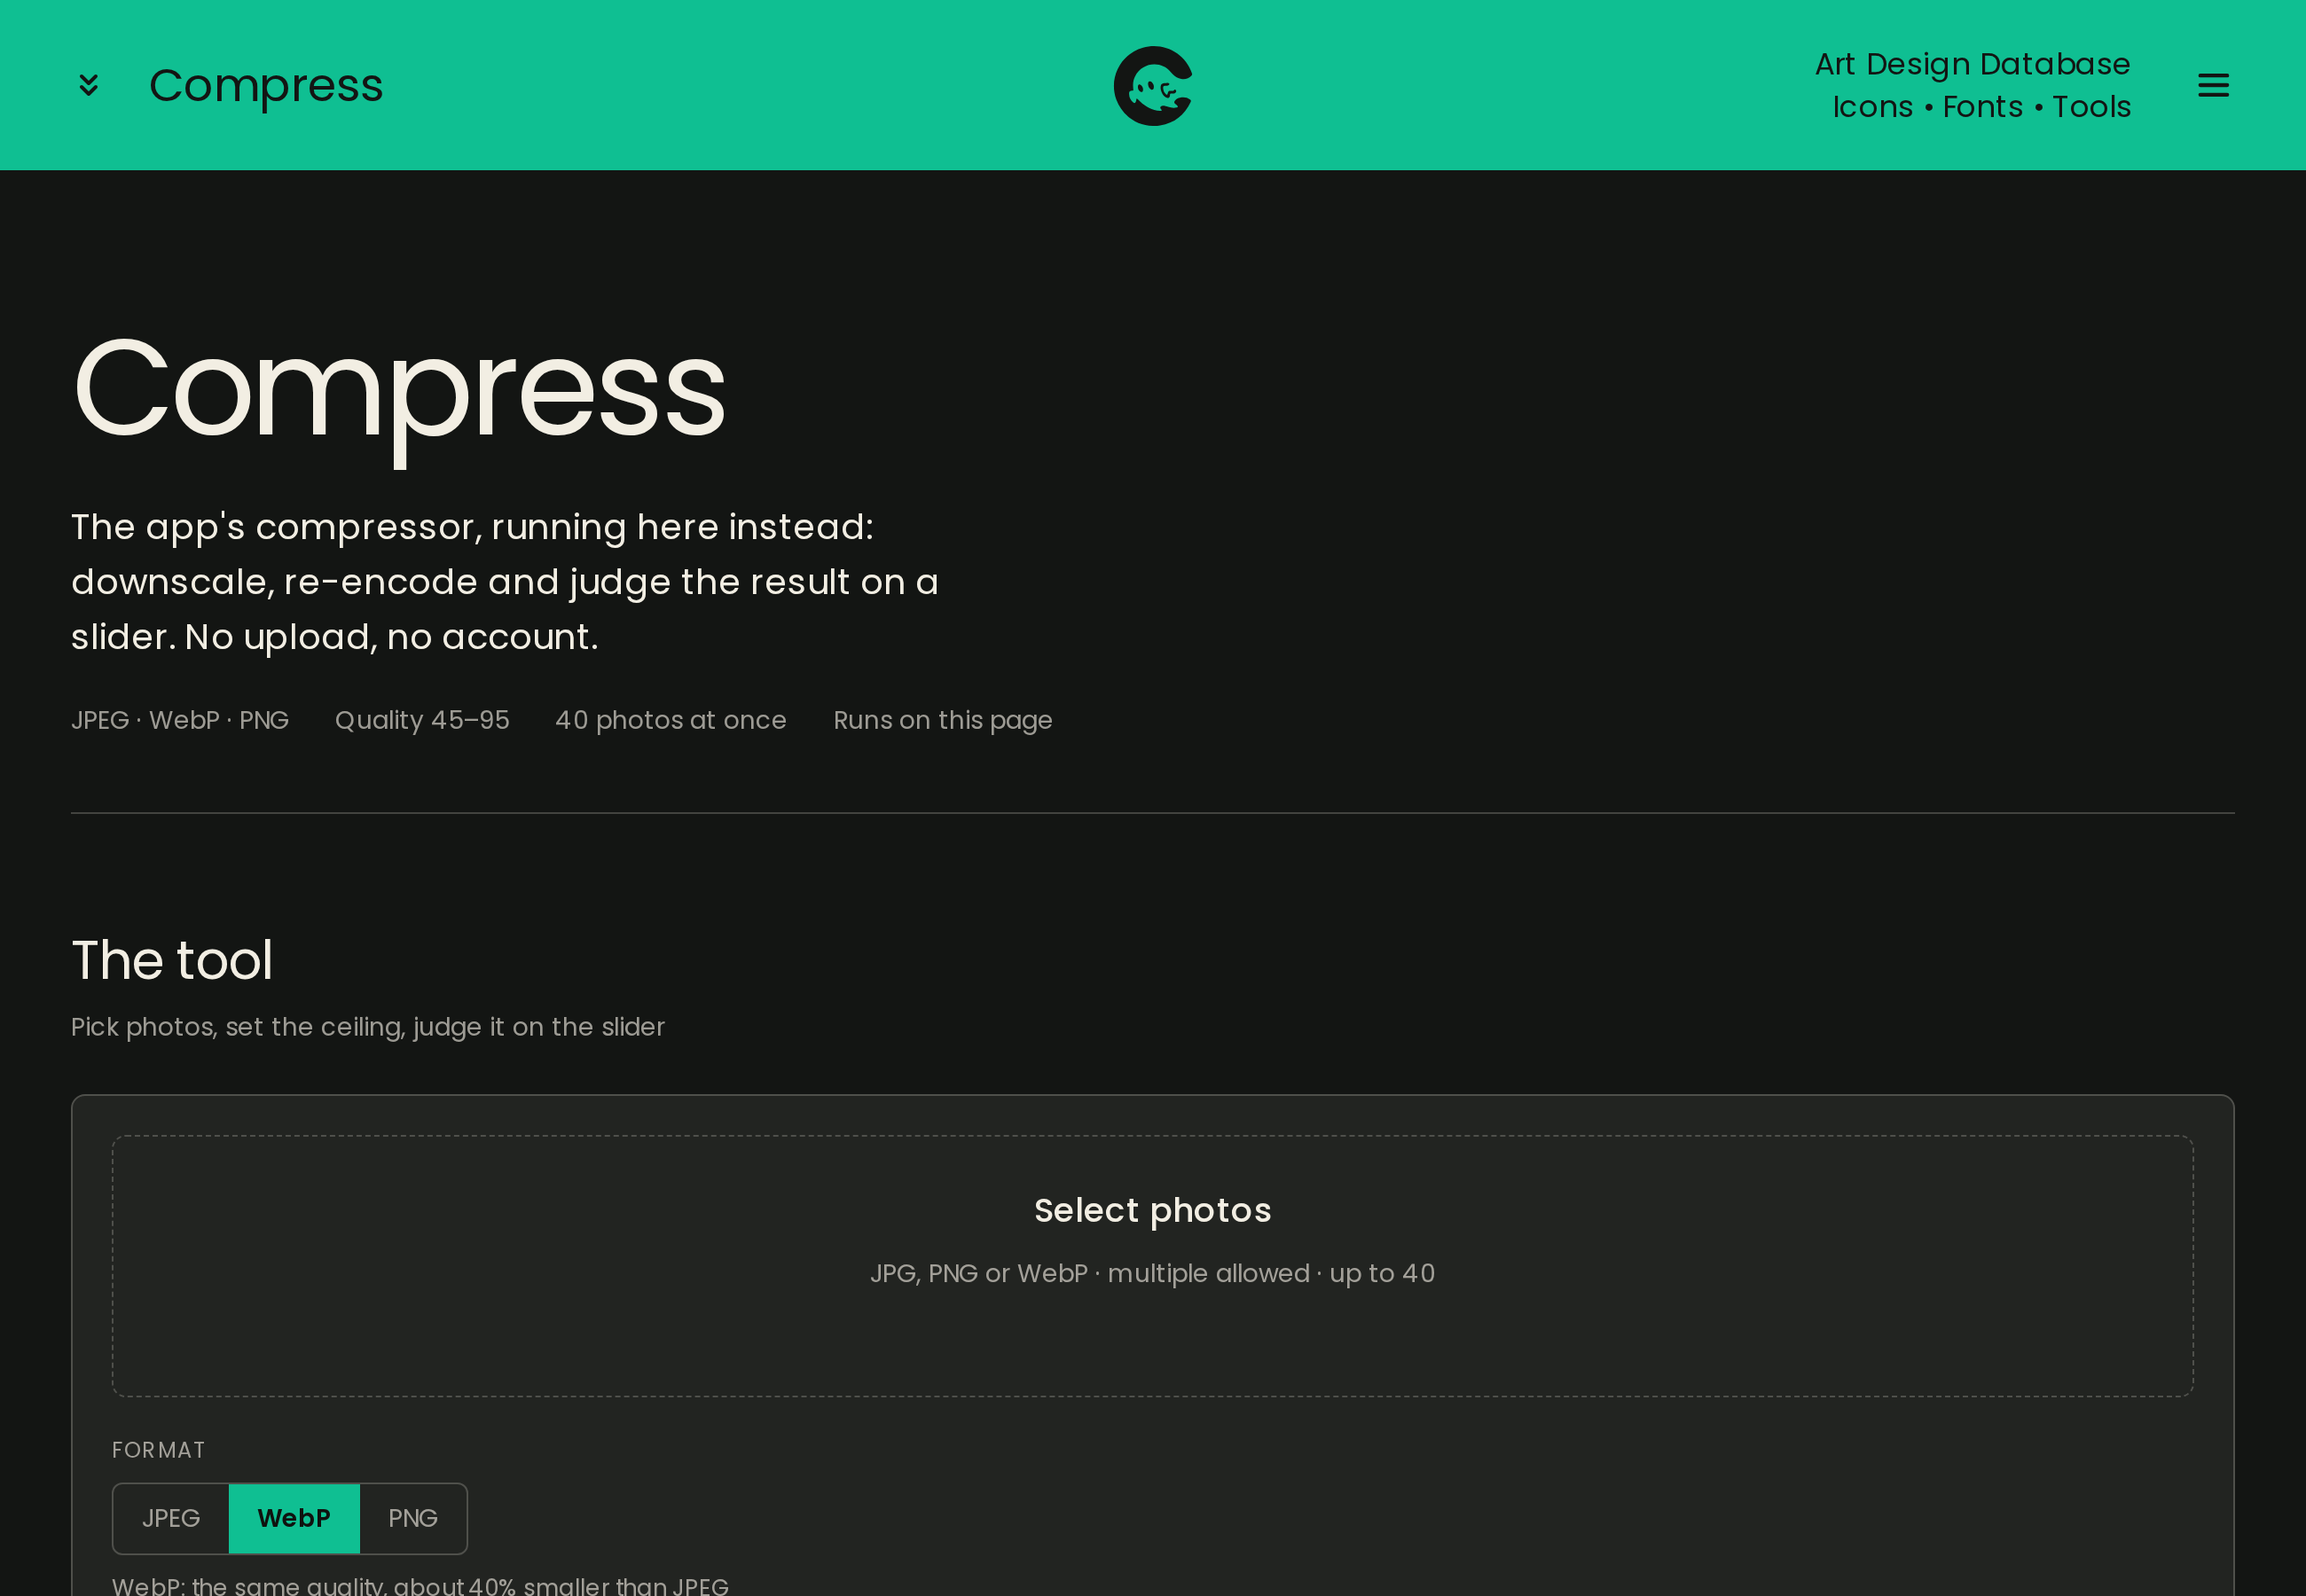 Compress
Art Design Database
Icons • Fonts • Tools
Compress
The app's compressor, running here instead:
downscale, re-encode and judge the result on a
slider. No upload, no account.
JPEG · WebP · PNG
Quality 45–95
40 photos at once
Runs on this page
The tool
Pick photos, set the ceiling, judge it on the slider
Select photos
JPG, PNG or WebP · multiple allowed · up to 40
FORMAT
JPEG
WebP
PNG
WebP: the same quality, about 40% smaller than JPEG